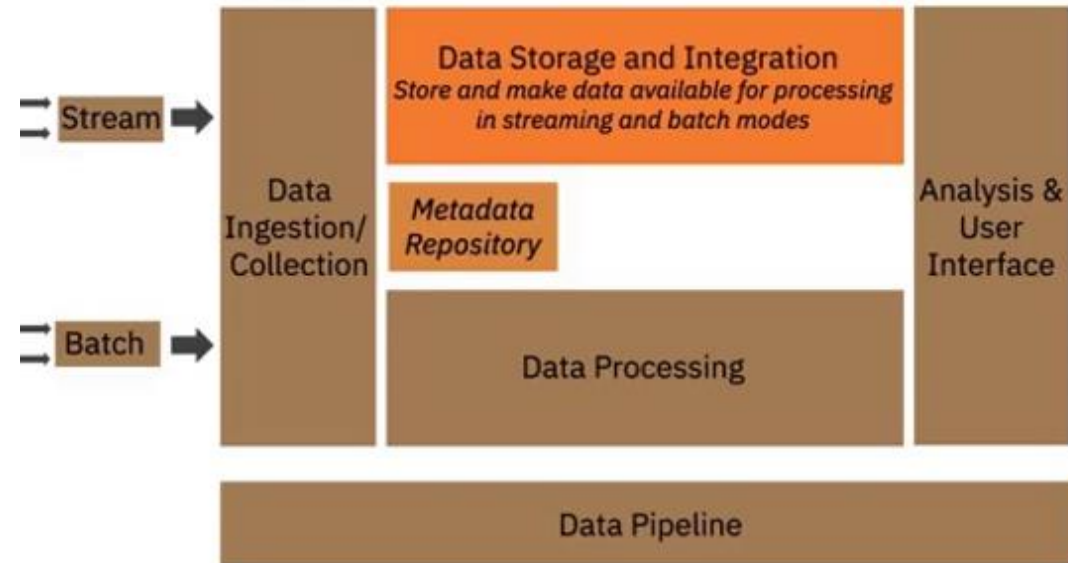 Stream
Batch
Data
Ingestion/
Collection
Data Storage and Integration
Store and make data available for processing
in streaming and batch modes
Metadata
Repository
Data Processing
Analysis &
User
Interface
Data Pipeline